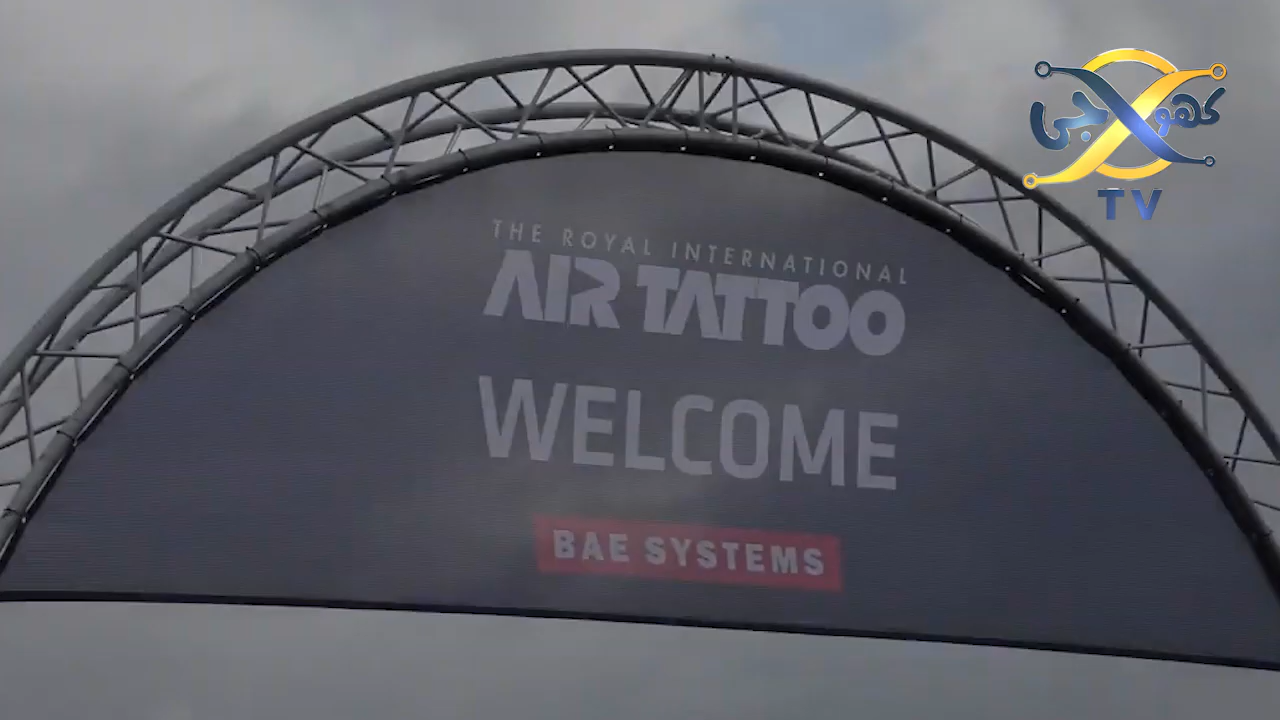 THE ROYAL INTERNATIONAL
AIR TATTOO
WELCOME
BAE SYSTEMS
کھوجی
TV